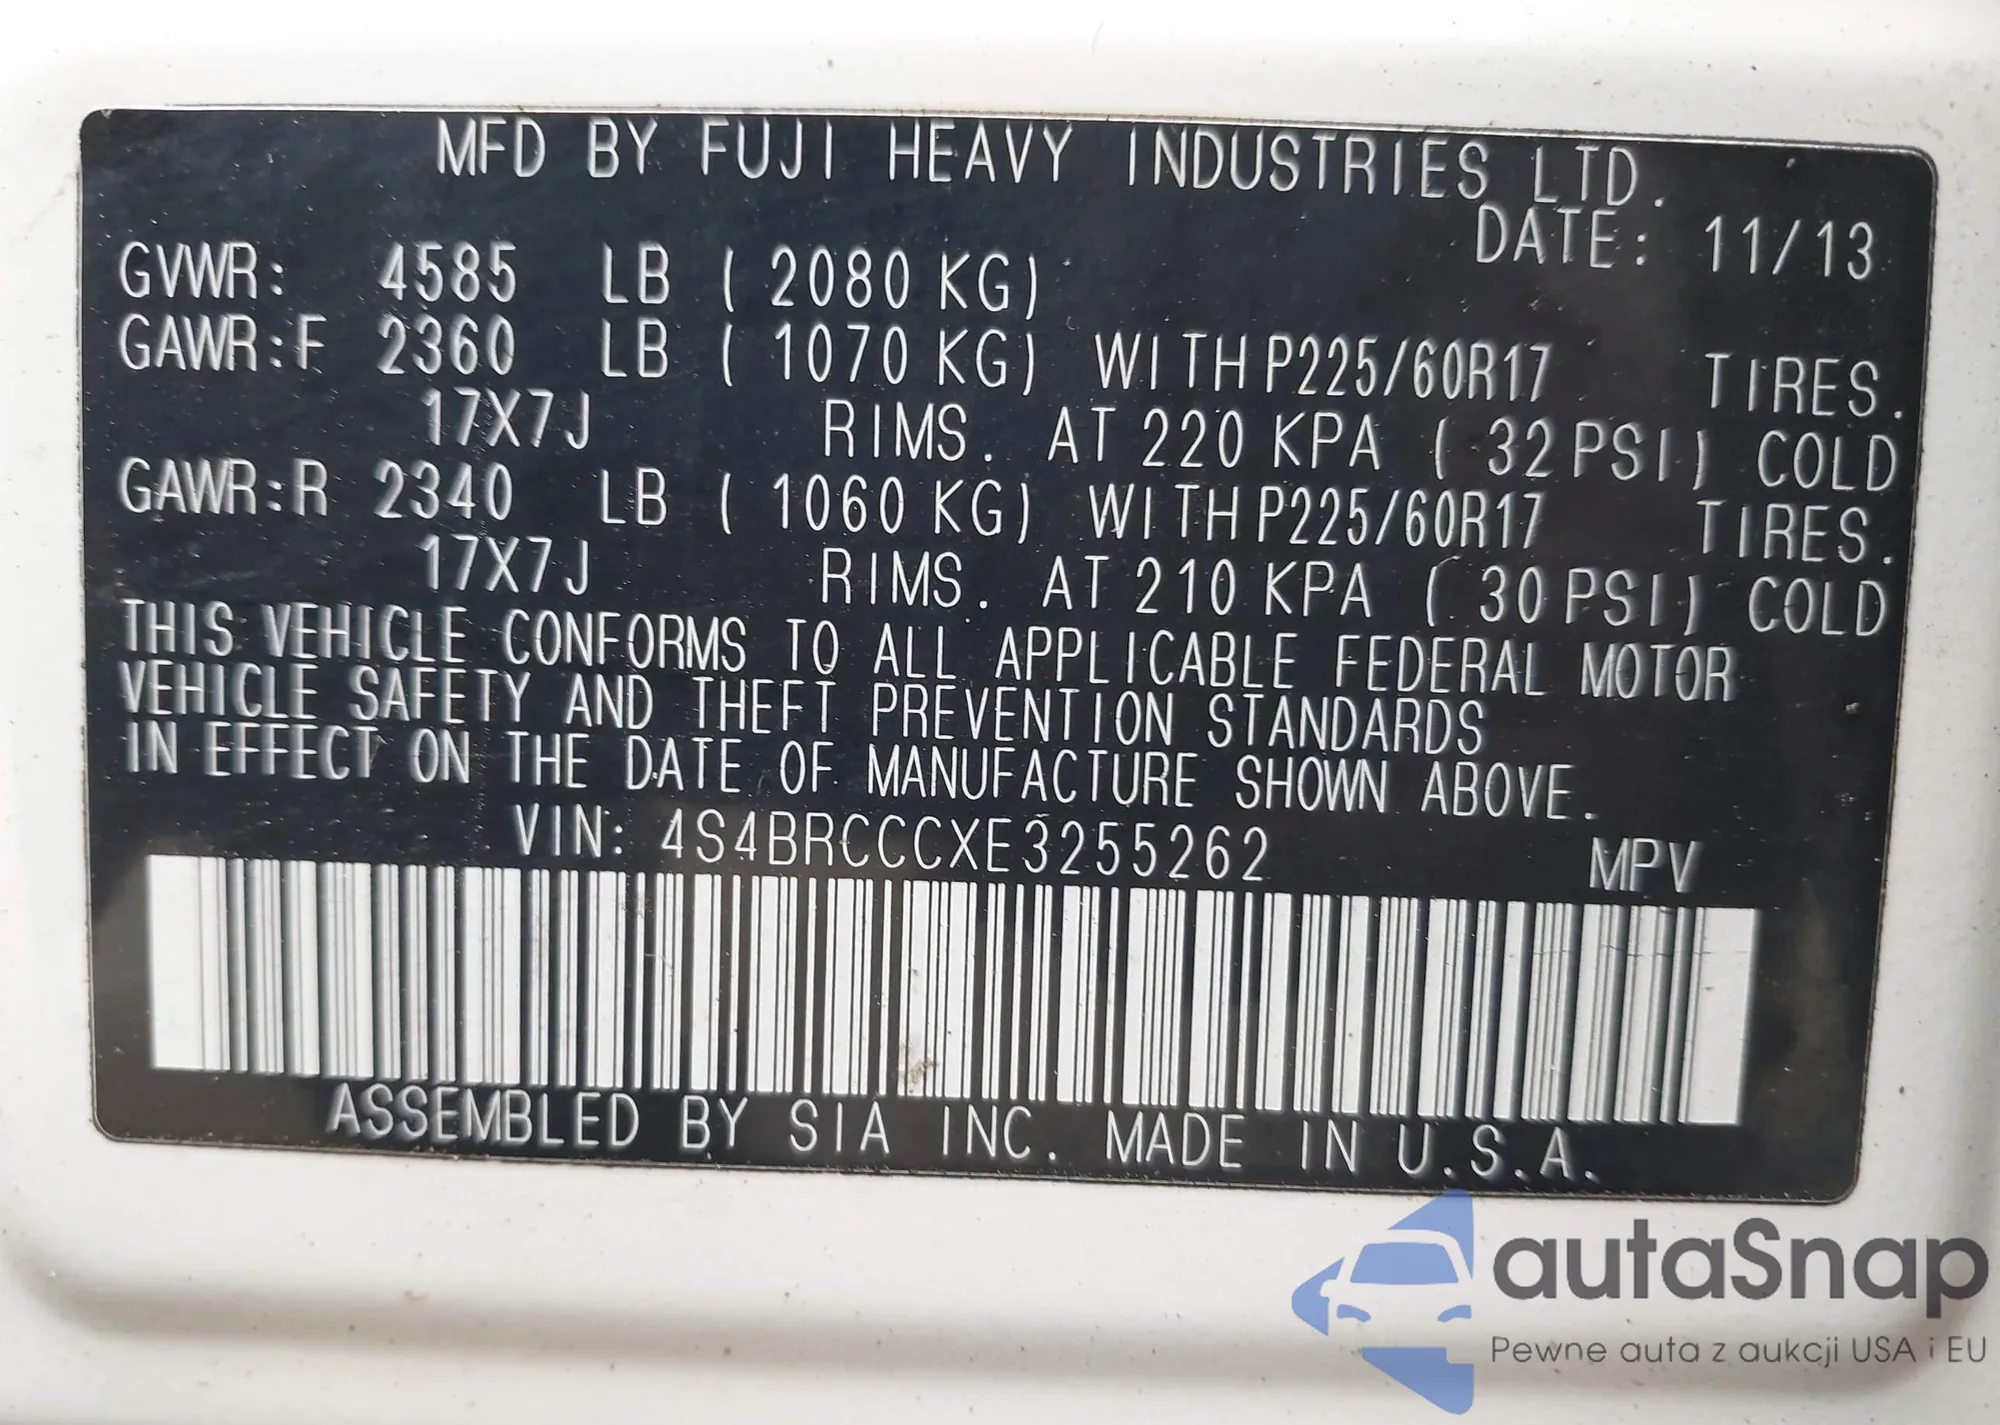 MFD BY FUJI HEAVY INDUSTRIES LTD.
DATE: 11/13
GVWR: 4585 LB ( 2080 KG)
GAWR:F 2360 LB ( 1070 KG) WITH P225/60R17 TIRES.
17X7J RIMS. AT 220 KPA ( 32 PSI) COLD
GAWR:R 2340 LB ( 1060 KG) WITH P225/60R17 TIRES.
17X7J RIMS. AT 210 KPA ( 30 PSI) COLD
THIS VEHICLE CONFORMS TO ALL APPLICABLE FEDERAL MOTOR
VEHICLE SAFETY AND THEFT PREVENTION STANDARDS
IN EFFECT ON THE DATE OF MANUFACTURE SHOWN ABOVE.
VIN: 4S4BRCCCXE3255262 MPV
ASSEMBLED BY SIA INC. MADE IN U.S.A.
autaSnap
Pewne auta z aukcji USA i EU